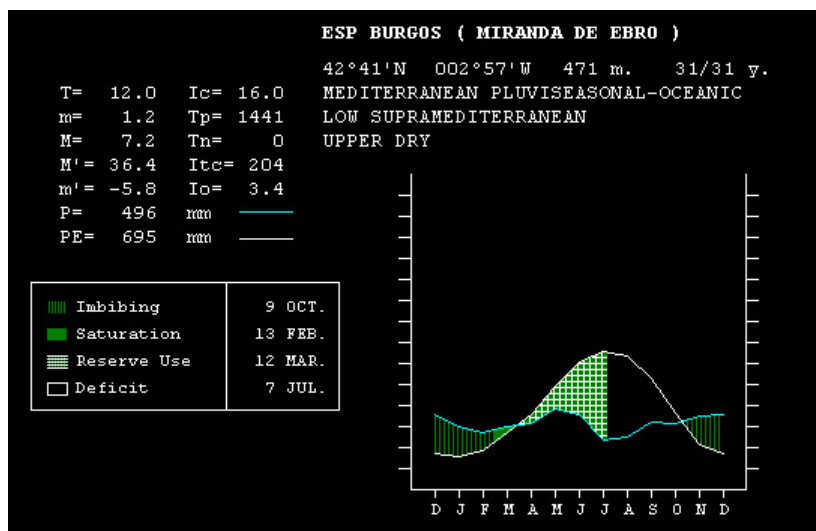 ESP BURGOS ( MIRANDA DE EBRO )
42°41'N 002°57'W 471 m. 31/31 y.
MEDITERRANEAN PLUVISEASONAL-OCEANIC
LOW SUPRAMEDITERRANEAN
UPPER DRY
T= 12.0 Ic= 16.0
m= 1.2 Tp= 1441
M= 7.2 Tn= 0
M'= 36.4 Itc= 204
m'= -5.8 Io= 3.4
P= 496 mm
PE= 695 mm
Imbibing 9 OCT.
Saturation 13 FEB.
Reserve Use 12 MAR.
Deficit 7 JUL.
D J F M A M J J A S O N D